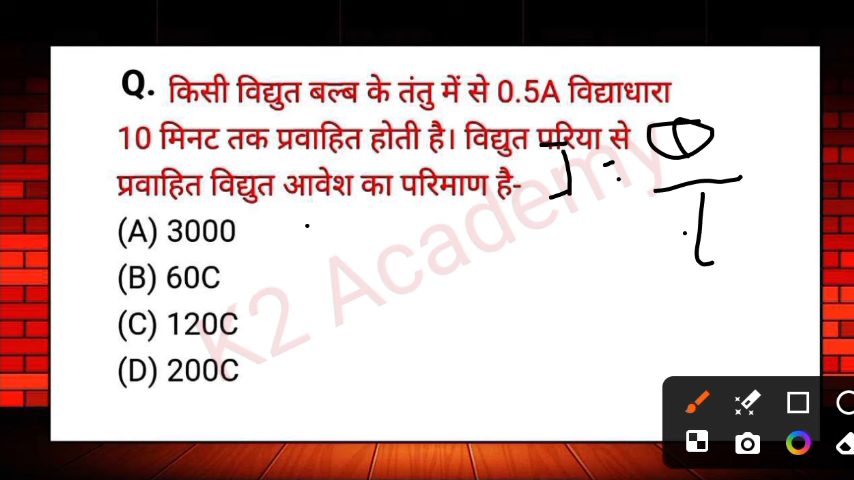 Q. किसी विद्युत बल्ब के तंतु में से 0.5A विद्याधारा
10 मिनट तक प्रवाहित होती है। विद्युत परिया से
प्रवाहित विद्युत आवेश का परिमाण है-
I = Q
t
(A) 3000
(B) 60C
(C) 120C
(D) 200C
K2 Academy